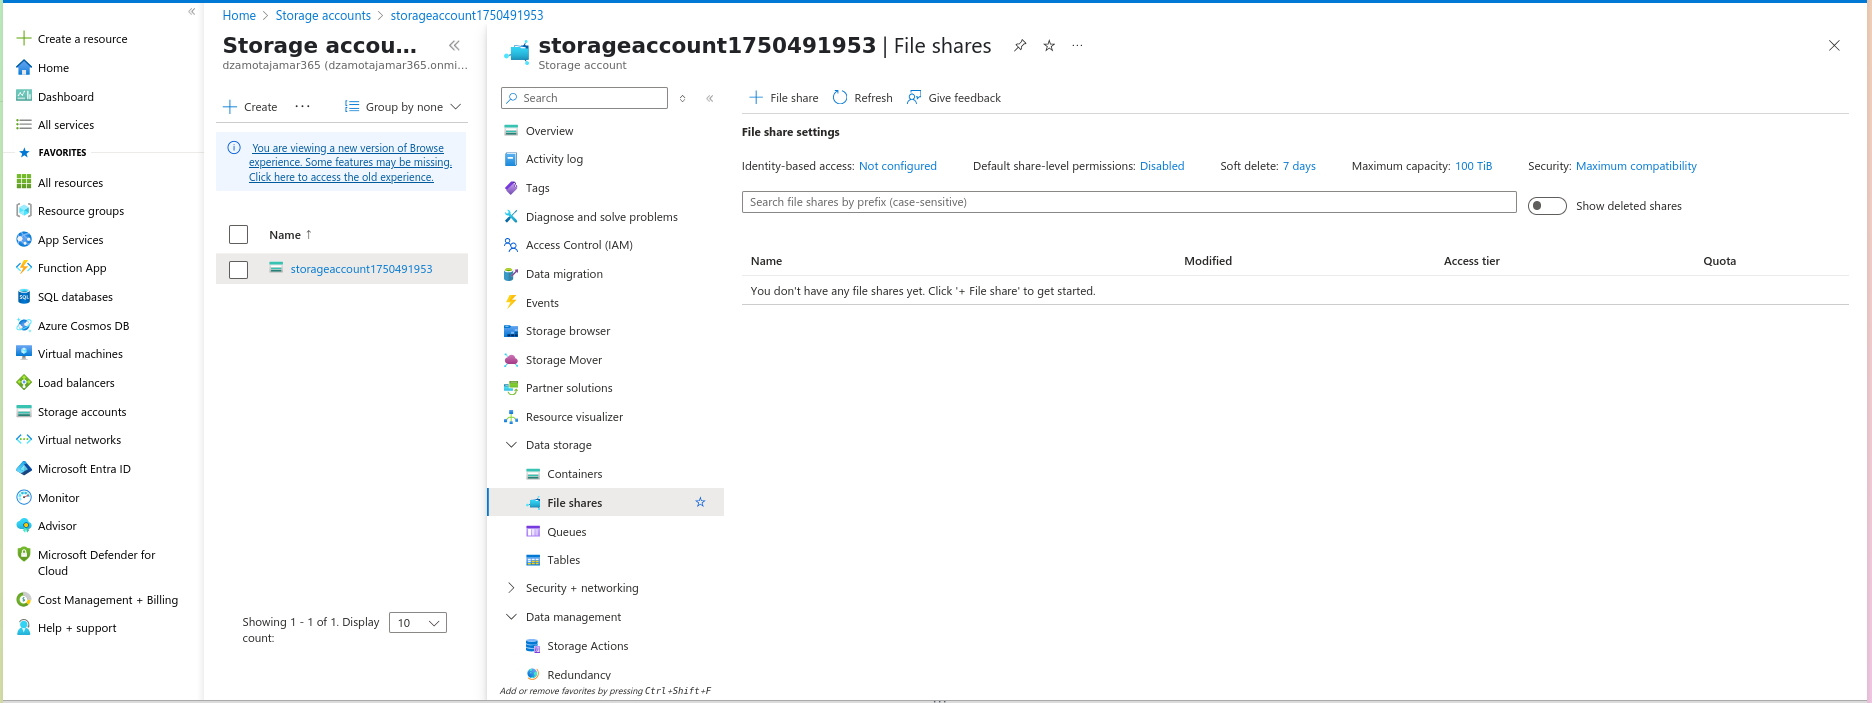 Home > Storage accounts > storageaccount1750491953
Create a resource
Home
Dashboard
All services
FAVORITES
All resources
Resource groups
App Services
Function App
SQL databases
Azure Cosmos DB
Virtual machines
Load balancers
Storage accounts
Virtual networks
Microsoft Entra ID
Monitor
Advisor
Microsoft Defender for
Cloud
Cost Management + Billing
Help + support
Storage accou...
dzamotajamar365 (dzamotajamar365.onmi...
Create ... Group by none
You are viewing a new version of Browse
experience. Some features may be missing.
Click here to access the old experience.
Name ↑
storageaccount1750491953
Showing 1 - 1 of 1. Display
count: 10
storageaccount1750491953 | File shares
Storage account
Search
Overview
Activity log
Tags
Diagnose and solve problems
Access Control (IAM)
Data migration
Events
Storage browser
Storage Mover
Partner solutions
Resource visualizer
Data storage
Containers
File shares
Queues
Tables
Security + networking
Data management
Storage Actions
Redundancy
Add or remove favorites by pressing Ctrl+Shift+F
File share Refresh Give feedback
File share settings
Identity-based access: Not configured Default share-level permissions: Disabled Soft delete: 7 days Maximum capacity: 100 TiB Security: Maximum compatibility
Search file shares by prefix (case-sensitive) Show deleted shares
Name Modified Access tier Quota
You don't have any file shares yet. Click '+ File share' to get started.